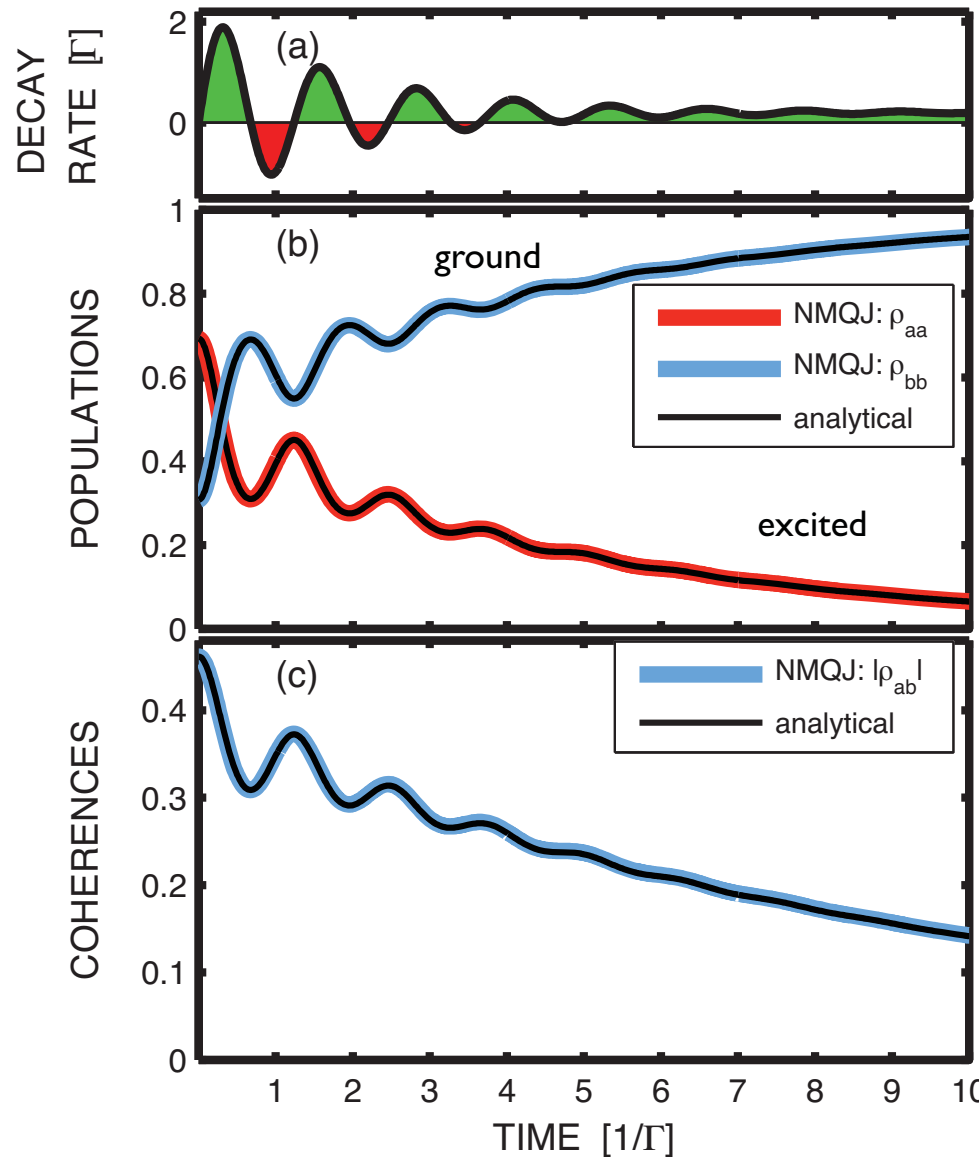 DECAY
RATE [Γ]
2
0
(a)
POPULATIONS
1
0.8
0.6
0.4
0.2
0
(b)
ground
NMQJ: ρaa
NMQJ: ρbb
analytical
excited
COHERENCES
0.4
0.3
0.2
0.1
0
(c)
NMQJ: |ρab|
analytical
1 2 3 4 5 6 7 8 9 10
TIME [1/Γ]